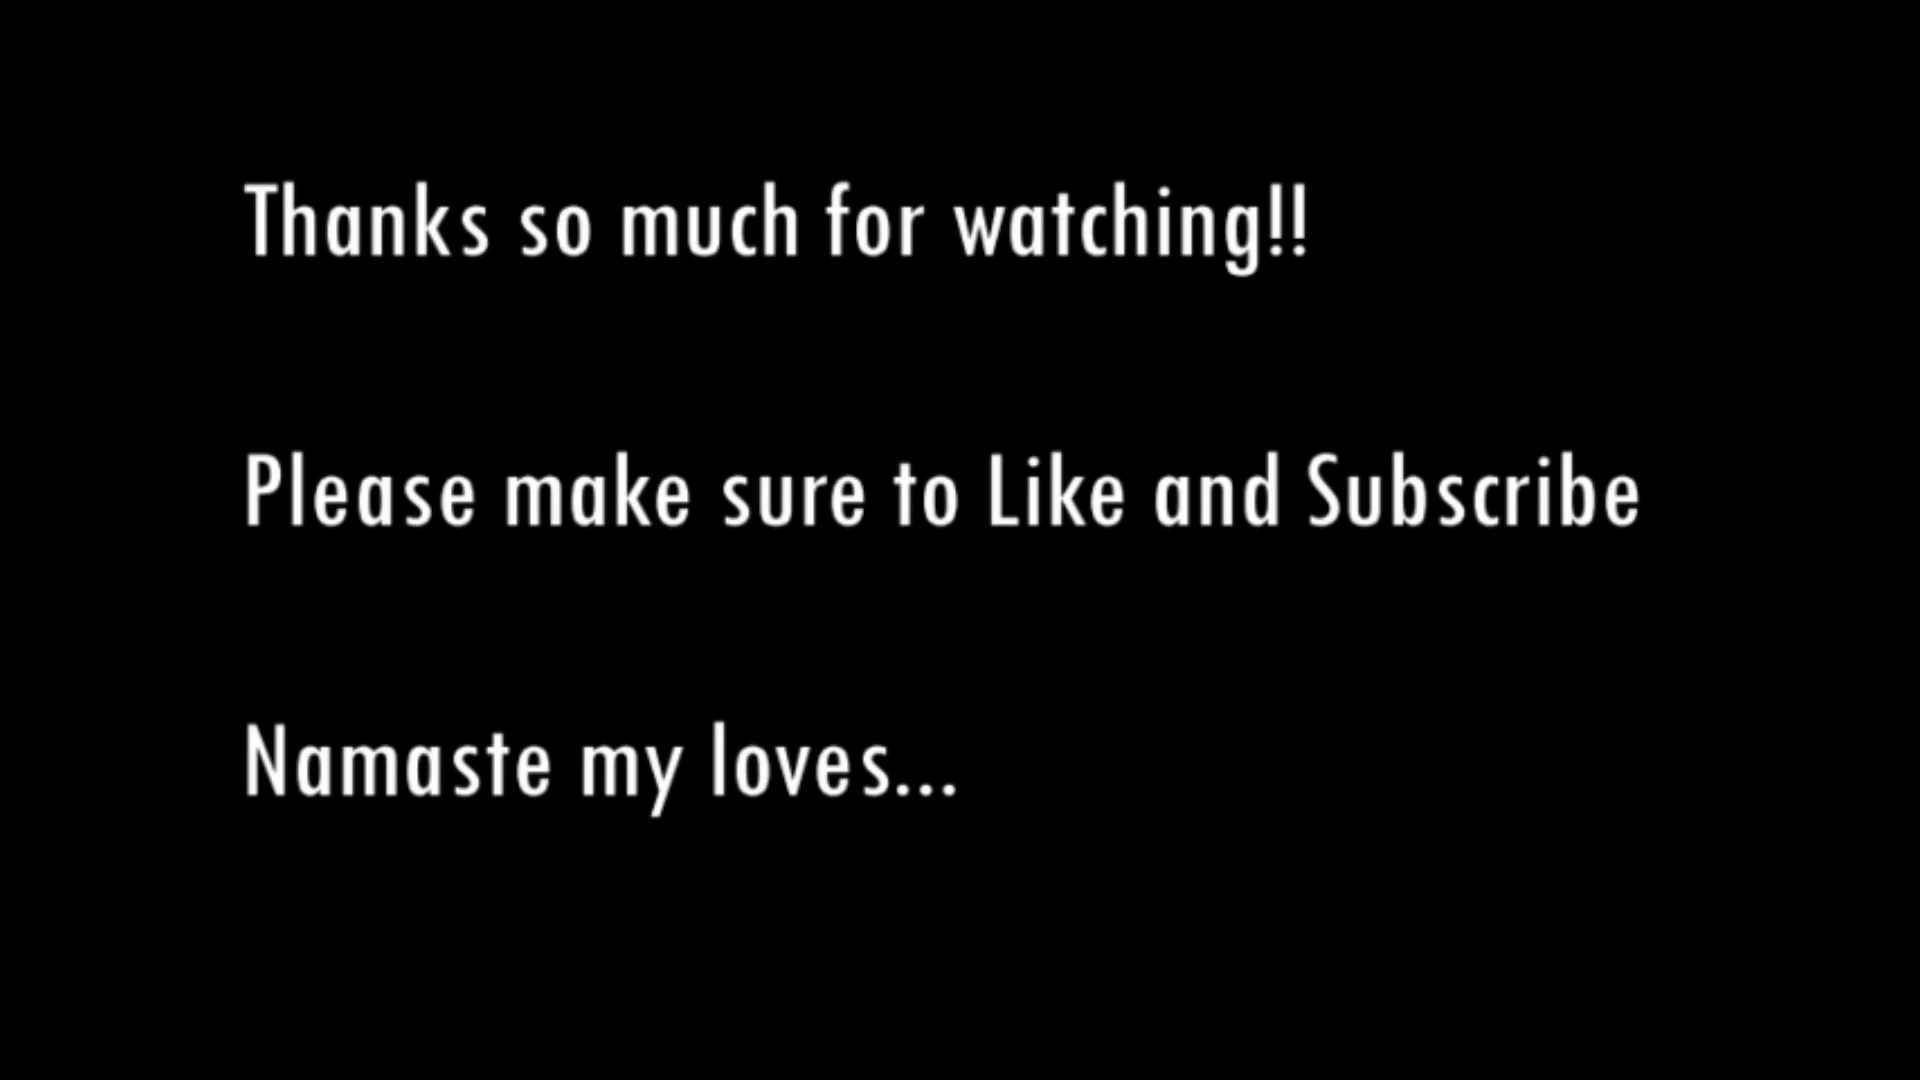 Thanks so much for watching!!
Please make sure to Like and Subscribe
Namaste my loves...